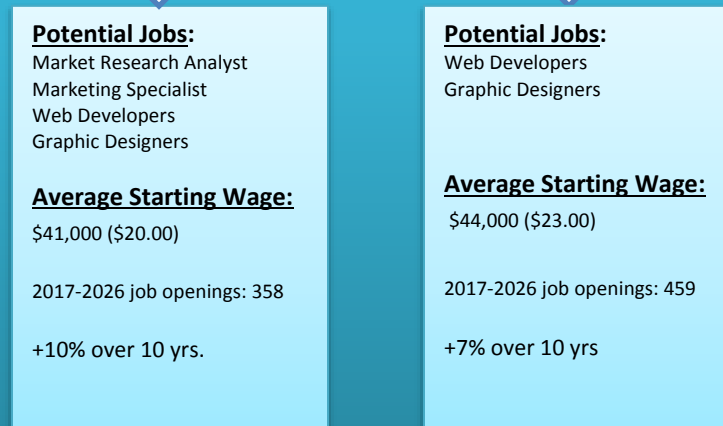 Potential Jobs:
Market Research Analyst
Marketing Specialist
Web Developers
Graphic Designers
Average Starting Wage:
$41,000 ($20.00)
2017-2026 job openings: 358
+10% over 10 yrs.
Potential Jobs:
Web Developers
Graphic Designers
Average Starting Wage:
$44,000 ($23.00)
2017-2026 job openings: 459
+7% over 10 yrs